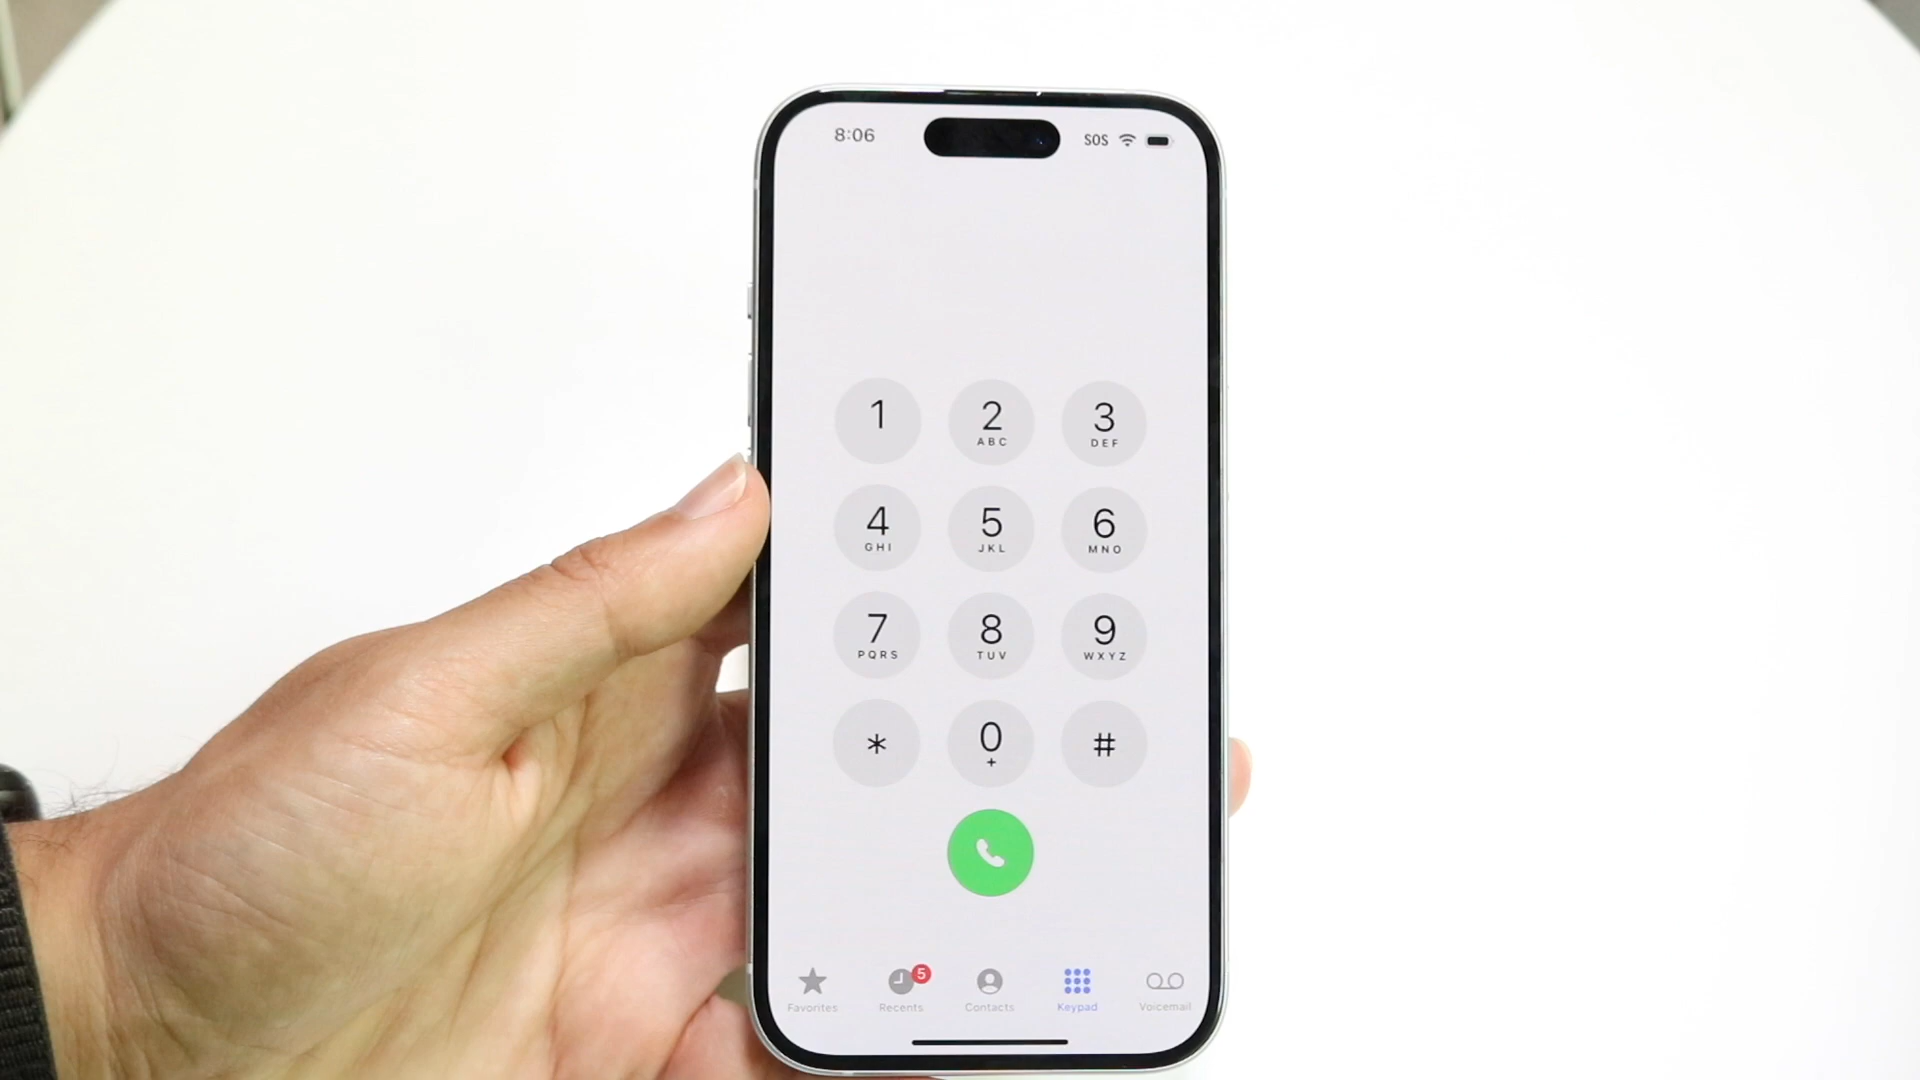 8:06 SOS
1 2 3
ABC DEF
4 5 6
GHI JKL MNO
7 8 9
PQRS TUV WXYZ
* 0 #
+
5
Favorites Recents Contacts Keypad Voicemail